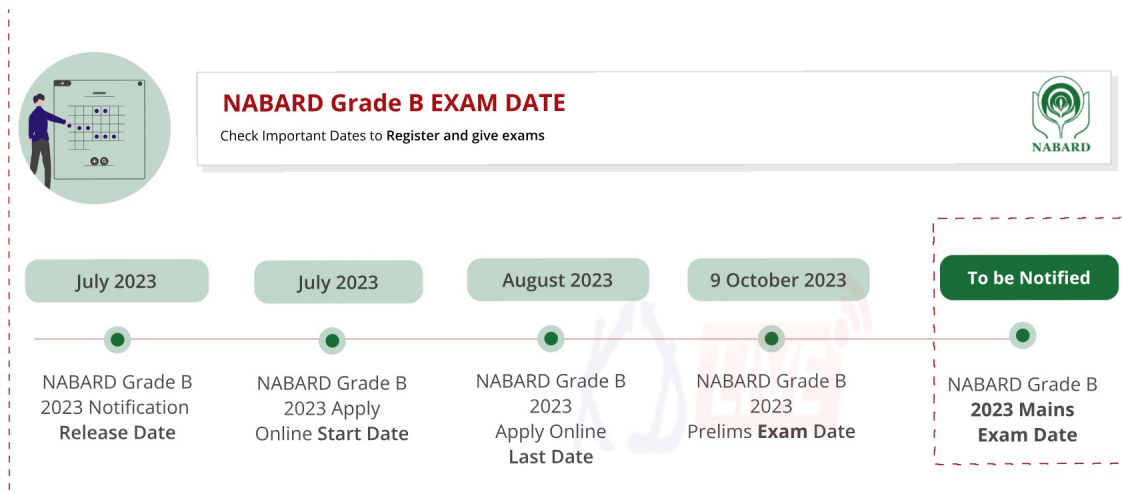 NABARD Grade B EXAM DATE
Check Important Dates to Register and give exams
NABARD
July 2023
July 2023
August 2023
9 October 2023
To be Notified
NABARD Grade B
2023 Notification
Release Date
NABARD Grade B
2023 Apply
Online Start Date
NABARD Grade B
2023
Apply Online
Last Date
NABARD Grade B
2023
Prelims Exam Date
NABARD Grade B
2023 Mains
Exam Date
KD
LIVE